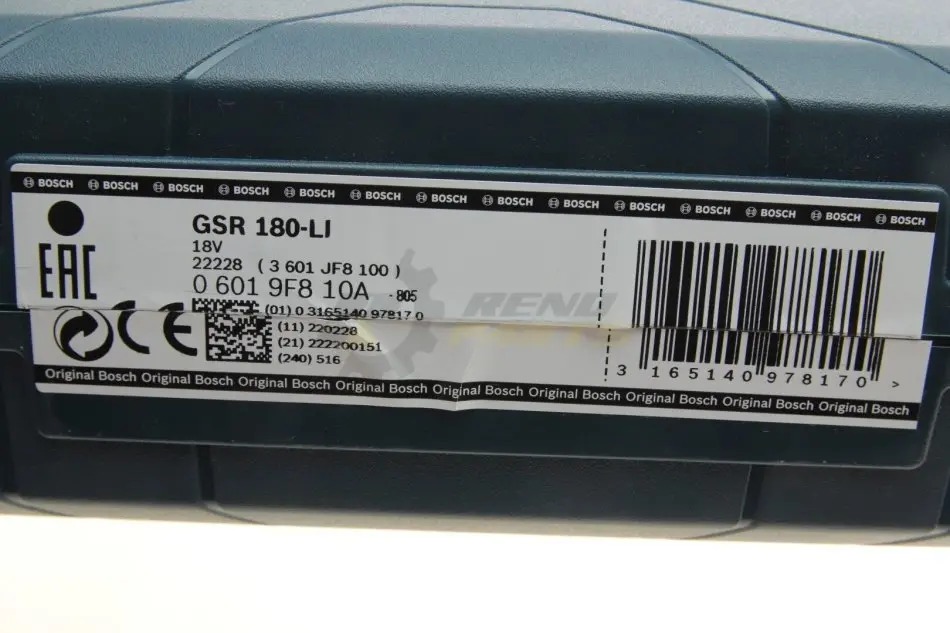 BOSCH BOSCH BOSCH BOSCH BOSCH BOSCH BOSCH BOSCH BOSCH BOSCH BOSCH BOSCH BOSCH BOSCH
EAC
GSR 180-LI
18V
22228 ( 3 601 JF8 100 )
0 601 9F8 10A -805
(01) 0 3165140 97817 0
(11) 220228
(21) 222200151
(240) 516
CE
3 165140 978170 >
RENO
Original Bosch Original Bosch Original Bosch Original Bosch Original Bosch Original Bosch Original Bosch Original Bosch Original Bosch